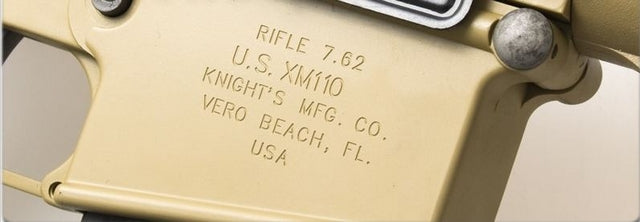 RIFLE 7.62
U.S. XM110
KNIGHT'S MFG. CO.
VERO BEACH, FL.
USA